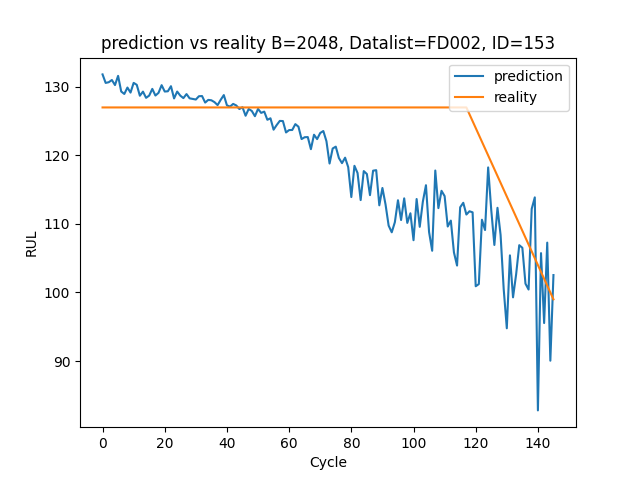 prediction vs reality B=2048, Datalist=FD002, ID=153
prediction
reality
130
120
110
100
90
RUL
0 20 40 60 80 100 120 140
Cycle